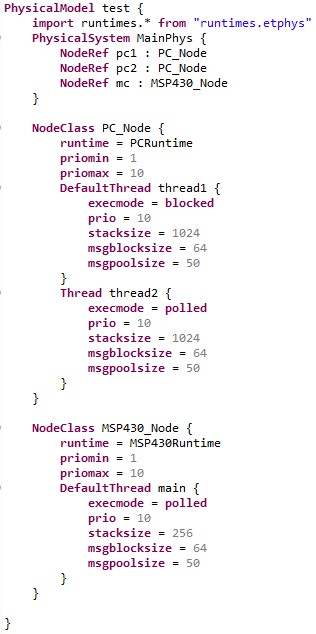 PhysicalModel test {
    import runtimes.* from "runtimes.etphys"
    PhysicalSystem MainPhys {
        NodeRef pc1 : PC_Node
        NodeRef pc2 : PC_Node
        NodeRef mc : MSP430_Node
    }

    NodeClass PC_Node {
        runtime = PCRuntime
        priomin = 1
        priomax = 10
        DefaultThread thread1 {
            execmode = blocked
            prio = 10
            stacksize = 1024
            msgblocksize = 64
            msgpoolsize = 50
        }
        Thread thread2 {
            execmode = polled
            prio = 10
            stacksize = 1024
            msgblocksize = 64
            msgpoolsize = 50
        }
    }

    NodeClass MSP430_Node {
        runtime = MSP430Runtime
        priomin = 1
        priomax = 10
        DefaultThread main {
            execmode = polled
            prio = 10
            stacksize = 256
            msgblocksize = 64
            msgpoolsize = 50
        }
    }

}